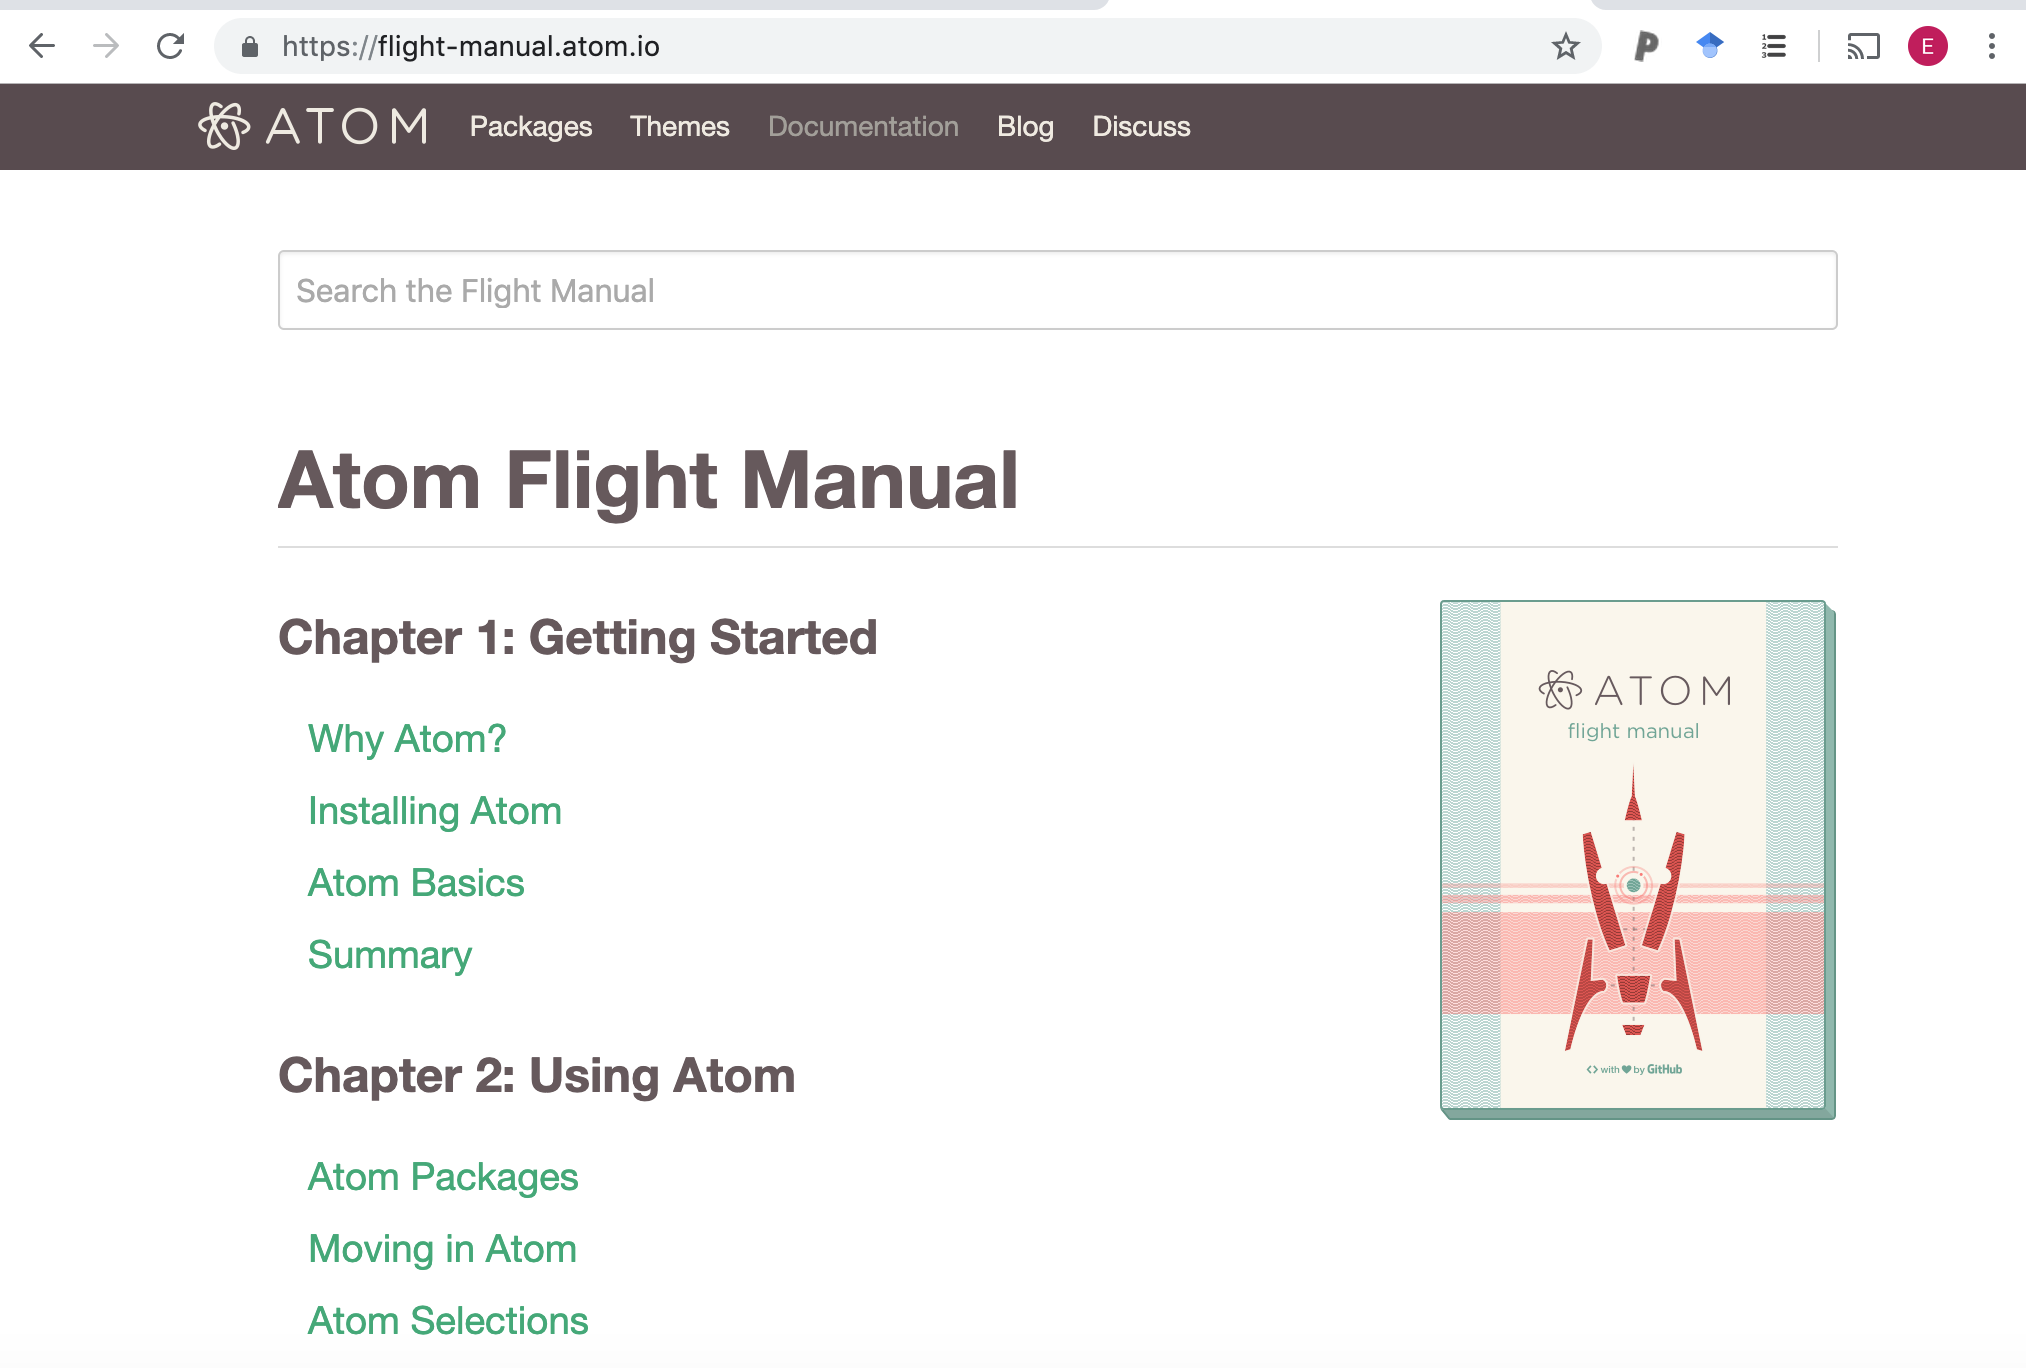 https://flight-manual.atom.io
E
ATOM Packages Themes Documentation Blog Discuss
Search the Flight Manual
Atom Flight Manual
Chapter 1: Getting Started
Why Atom?
Installing Atom
Atom Basics
Summary
ATOM
flight manual
<> with ♥ by GitHub
Chapter 2: Using Atom
Atom Packages
Moving in Atom
Atom Selections